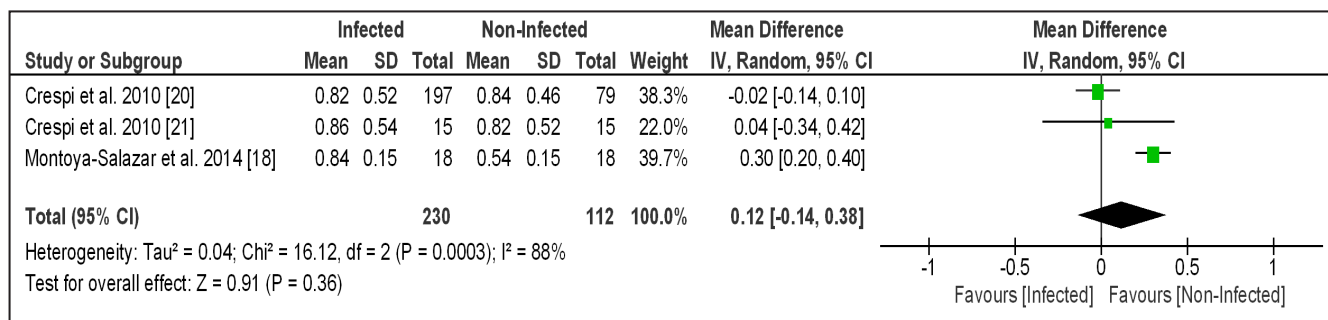 Infected Non-Infected Mean Difference Mean Difference
Study or Subgroup Mean SD Total Mean SD Total Weight IV, Random, 95% CI IV, Random, 95% CI
Crespi et al. 2010 [20] 0.82 0.52 197 0.84 0.46 79 38.3% -0.02 [-0.14, 0.10]
Crespi et al. 2010 [21] 0.86 0.54 15 0.82 0.52 15 22.0% 0.04 [-0.34, 0.42]
Montoya-Salazar et al. 2014 [18] 0.84 0.15 18 0.54 0.15 18 39.7% 0.30 [0.20, 0.40]
Total (95% CI) 230 112 100.0% 0.12 [-0.14, 0.38]
Heterogeneity: Tau² = 0.04; Chi² = 16.12, df = 2 (P = 0.0003); I² = 88%
Test for overall effect: Z = 0.91 (P = 0.36)
-1 -0.5 0 0.5 1
Favours [Infected] Favours [Non-Infected]